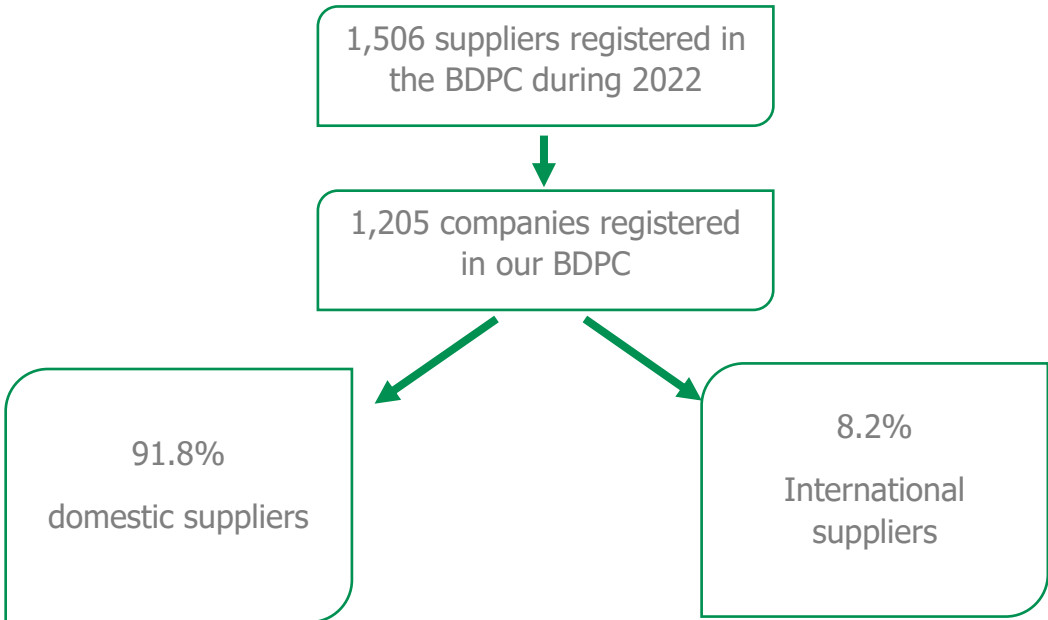 1,506 suppliers registered in
the BDPC during 2022
1,205 companies registered
in our BDPC
91.8%
domestic suppliers
8.2%
International
suppliers